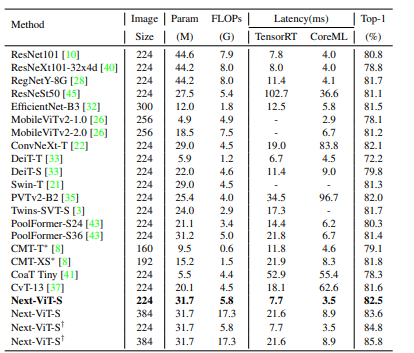 Method Image Size Param (M) FLOPs (G) Latency(ms) TensorRT CoreML Top-1 (%)
ResNet101 [10] 224 44.6 7.9 7.8 4.0 80.8
ResNeXt101-32x4d [40] 224 44.2 8.0 8.0 4.0 78.8
RegNetY-8G [28] 224 44.2 8.0 11.4 4.1 81.7
ResNeSt50 [45] 224 27.5 5.4 102.7 36.6 81.1
EfficientNet-B3 [32] 300 12.0 1.8 12.5 5.8 81.5
MobileViTv2-1.0 [26] 256 4.9 4.9 - 2.9 78.1
MobileViTv2-2.0 [26] 256 18.5 7.5 - 6.7 81.2
ConvNeXt-T [22] 224 29.0 4.5 19.0 83.8 82.1
DeiT-T [33] 224 5.9 1.2 6.7 4.5 72.2
DeiT-S [33] 224 22.0 4.6 11.4 9.0 79.8
Swin-T [21] 224 29.0 4.5 - - 81.3
PVTv2-B2 [35] 224 25.4 4.0 34.5 96.7 82.0
Twins-SVT-S [3] 224 24.0 2.9 17.3 - 81.7
PoolFormer-S24 [43] 224 21.1 3.4 14.4 6.2 80.3
PoolFormer-S36 [43] 224 31.2 5.0 21.8 6.7 81.4
CMT-T* [8] 160 9.5 0.6 11.8 4.6 79.1
CMT-XS* [8] 192 15.2 1.5 21.9 8.3 81.8
CoaT Tiny [41] 224 5.5 4.4 52.9 55.4 78.3
CvT-13 [37] 224 20.1 4.5 18.1 62.6 81.6
Next-ViT-S 224 31.7 5.8 7.7 3.5 82.5
Next-ViT-S 384 31.7 17.3 21.6 8.9 83.6
Next-ViT-S† 224 31.7 5.8 7.7 3.5 84.8
Next-ViT-S† 384 31.7 17.3 21.6 8.9 85.8